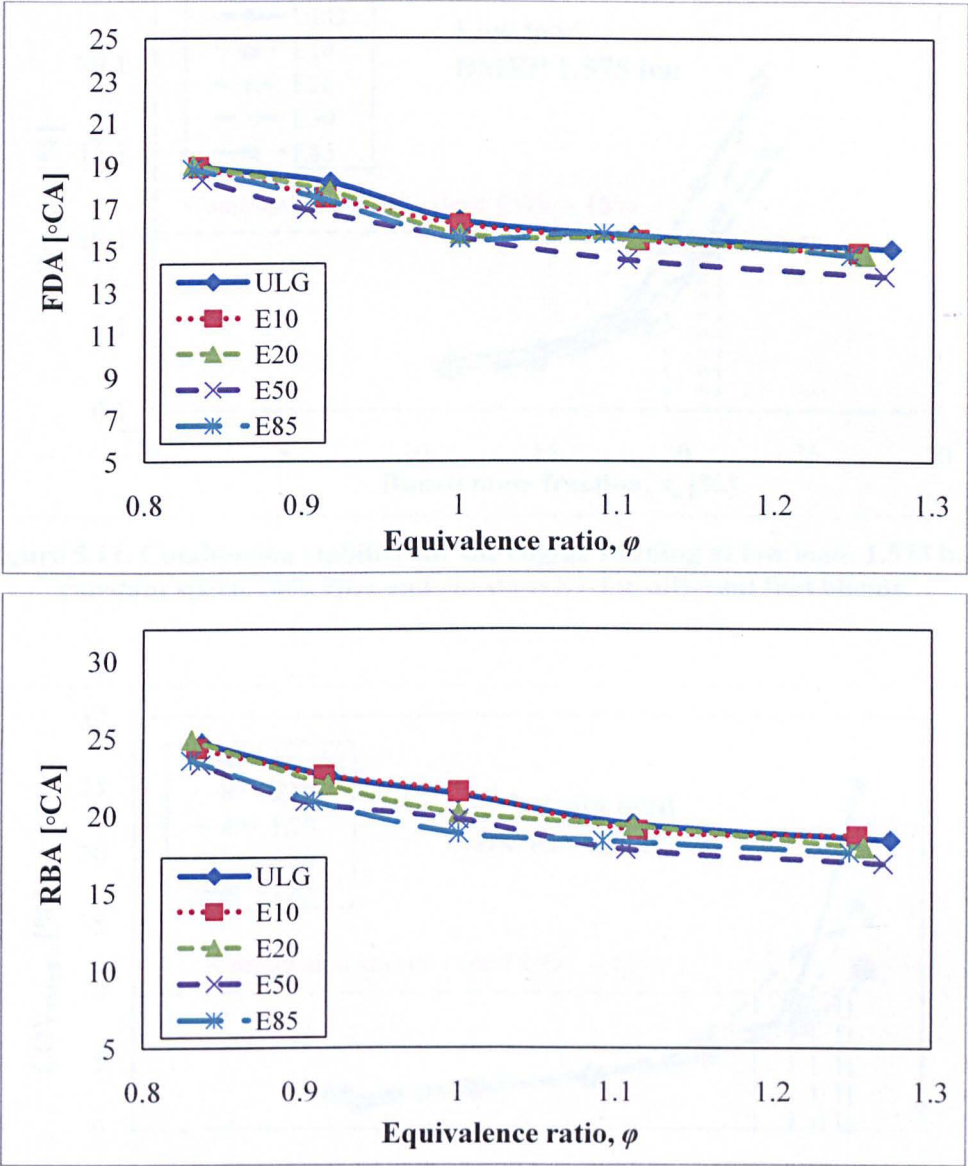 25
23
21
19
17
15
13
11
9
7
5
FDA [°CA]
ULG
E10
E20
E50
E85
0.8 0.9 1 1.1 1.2 1.3
Equivalence ratio, φ
30
25
20
15
10
5
RBA [°CA]
ULG
E10
E20
E50
E85
0.8 0.9 1 1.1 1.2 1.3
Equivalence ratio, φ